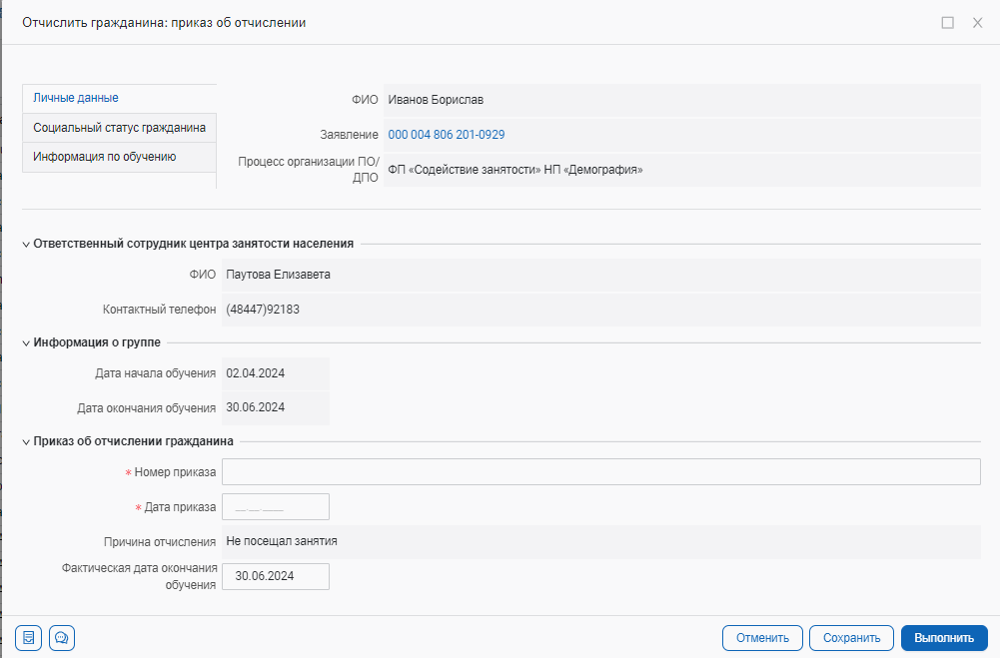 Отчислить гражданина: приказ об отчислении
Личные данные
Социальный статус гражданина
Информация по обучению
ФИО Иванов Борислав
Заявление 000 004 806 201-0929
Процесс организации ПО/
ДПО ФП «Содействие занятости» НП «Демография»
Ответственный сотрудник центра занятости населения
ФИО Паутова Елизавета
Контактный телефон (48447)92183
Информация о группе
Дата начала обучения 02.04.2024
Дата окончания обучения 30.06.2024
Приказ об отчислении гражданина
* Номер приказа
* Дата приказа __.__.____
Причина отчисления Не посещал занятия
Фактическая дата окончания
обучения 30.06.2024
Отменить Сохранить Выполнить